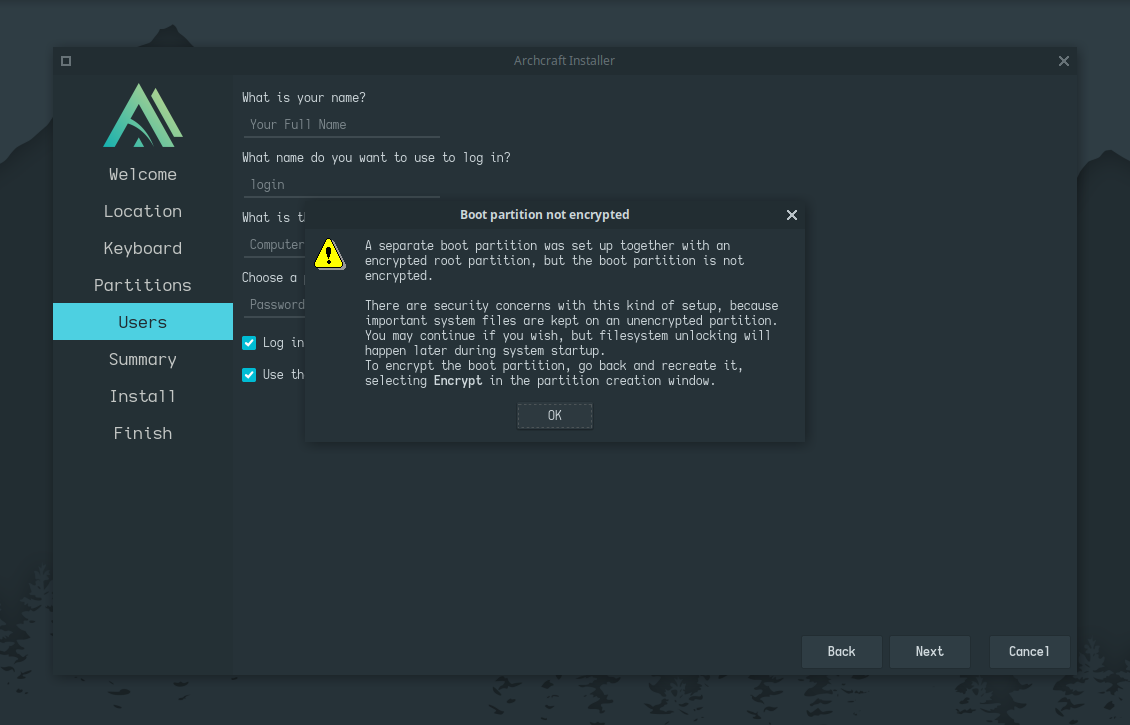 Archcraft Installer
Welcome
Location
Keyboard
Partitions
Users
Summary
Install
Finish
What is your name?
Your Full Name
What name do you want to use to log in?
login
What is
Computer
Choose a
Password
Log in
Use
Boot partition not encrypted
A separate boot partition was set up together with an
encrypted root partition, but the boot partition is not
encrypted.
There are security concerns with this kind of setup, because
important system files are kept on an unencrypted partition.
You may continue if you wish, but filesystem unlocking will
happen later during system startup.
To encrypt the boot partition, go back and recreate it,
selecting Encrypt in the partition creation window.
OK
Back
Next
Cancel